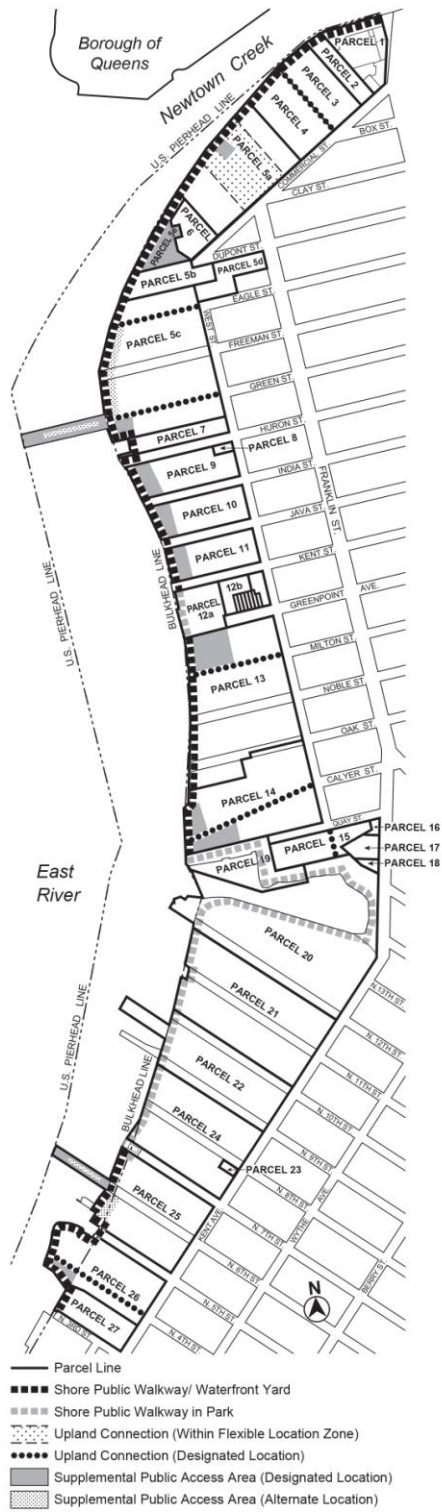 Borough of
Queens
Newtown Creek
U.S. PIERHEAD LINE
PARCEL 1
PARCEL 2
PARCEL 3
PARCEL 4
PARCEL 5a
COMMERCIAL ST.
BOX ST.
CLAY ST.
PARCEL 5a
PARCEL
6
DUPONT ST.
PARCEL 5b
PARCEL 5d
EAGLE ST.
PARCEL 5c
WEST ST.
FREEMAN ST.
GREEN ST.
HURON ST.
PARCEL 7
PARCEL 8
PARCEL 9
INDIA ST.
FRANKLIN ST.
PARCEL 10
JAVA ST.
PARCEL 11
KENT ST.
BULKHEAD LINE
U.S. PIERHEAD LINE
PARCEL
12a
12b
GREENPOINT AVE.
MILTON ST.
PARCEL 13
NOBLE ST.
OAK ST.
CALYER ST.
PARCEL 14
QUAY ST.
PARCEL 15
PARCEL 16
PARCEL 17
PARCEL 18
PARCEL 19
East
River
PARCEL 20
N.13TH ST.
PARCEL 21
N. 12TH ST.
N. 11TH ST.
PARCEL 22
N. 10TH ST.
U.S. PIERHEAD LINE
BULKHEAD LINE
PARCEL 24
N. 9TH ST.
PARCEL 23
N. 8TH ST.
PARCEL 25
KENT AVE.
N. 7TH ST.
WYTHE AVE.
BERRY ST.
N. 6TH ST.
PARCEL 26
N. 5TH ST.
N
PARCEL 27
N. 4TH ST.
N. 3RD ST.
Parcel Line
Shore Public Walkway/ Waterfront Yard
Shore Public Walkway in Park
Upland Connection (Within Flexible Location Zone)
Upland Connection (Designated Location)
Supplemental Public Access Area (Designated Location)
Supplemental Public Access Area (Alternate Location)